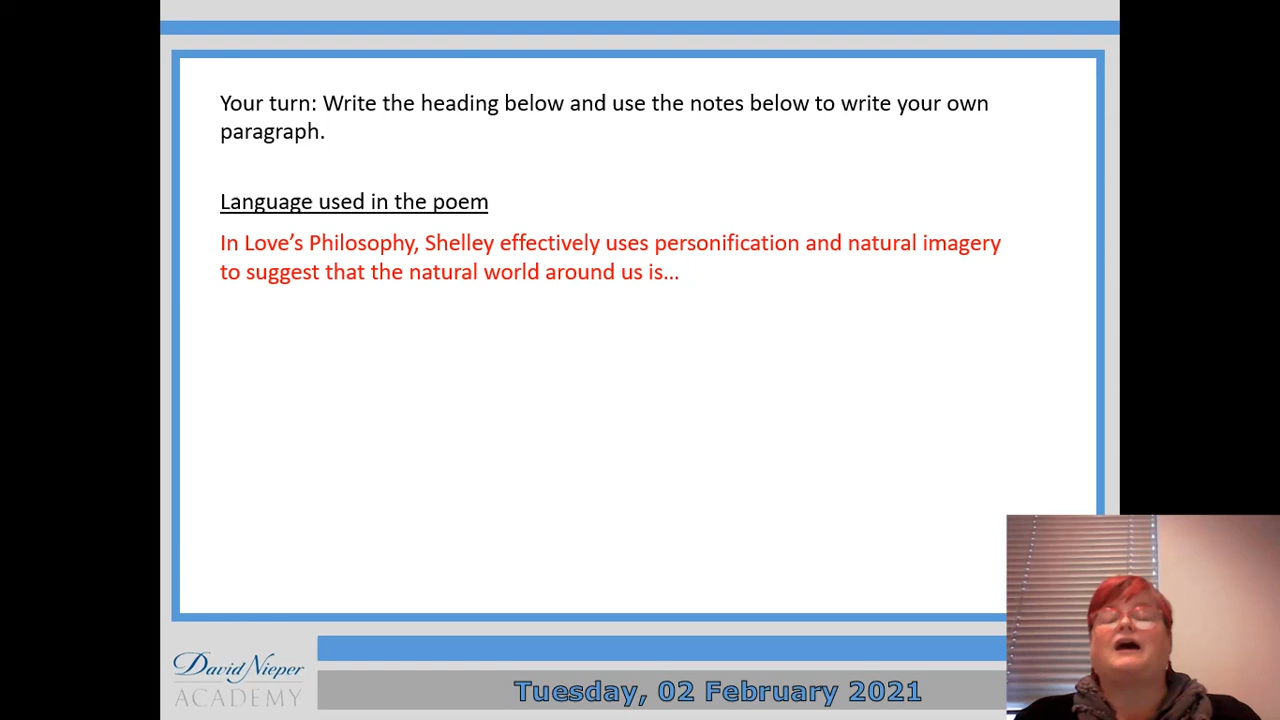 Your turn: Write the heading below and use the notes below to write your own
paragraph.
Language used in the poem
In Love’s Philosophy, Shelley effectively uses personification and natural imagery
to suggest that the natural world around us is…
David Nieper
ACADEMY
Tuesday, 02 February 2021